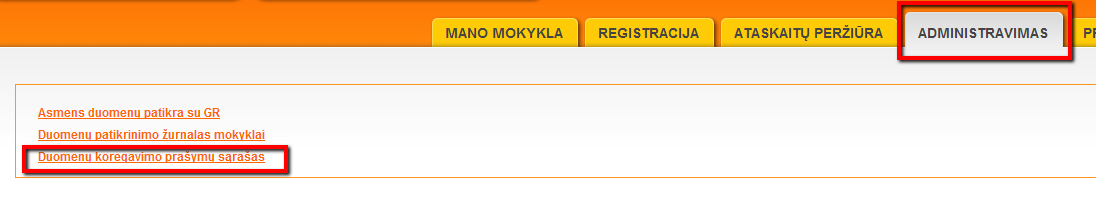 MANO MOKYKLA REGISTRACIJA ATASKAITŲ PERŽIŪRA ADMINISTRAVIMAS
Asmens duomenų patikra su GR
Duomenų patikrinimo žurnalas mokyklai
Duomenų koregavimo prašymų sąrašas